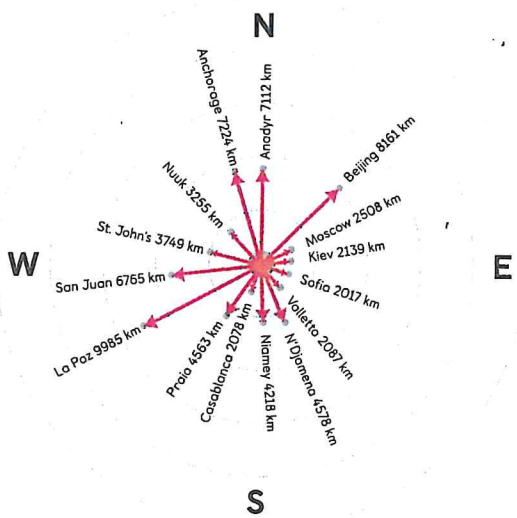 N
Anchorage 7224 km
Anadyr 7112 km
Beijing 8161 km
Nuuk 3255 km
Moscow 2508 km
St. John's 3749 km
Kiev 2139 km
W
E
San Juan 6765 km
Sofia 2017 km
La Paz 9985 km
Valletta 2087 km
Praia 4563 km
Casablanca 2078 km
Niamey 4218 km
N'Djamena 4578 km
S